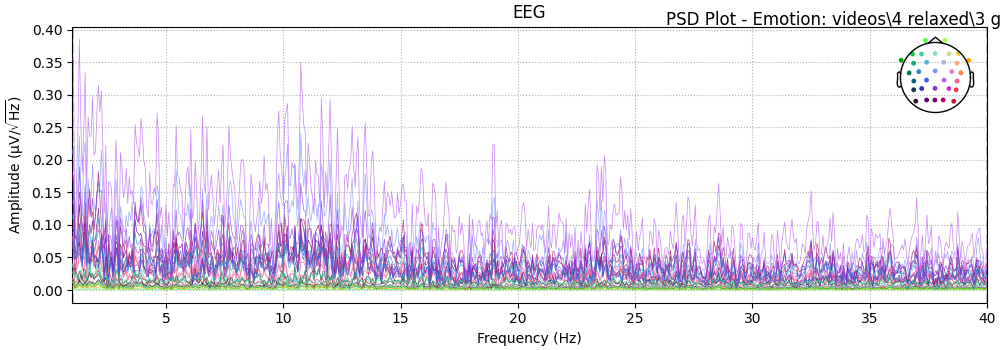 EEG
PSD Plot - Emotion: videos\4 relaxed\3 g
0.40
0.35
0.30
0.25
0.20
0.15
0.10
0.05
0.00
Amplitude (µV/√Hz)
5 10 15 20 25 30 35 40
Frequency (Hz)